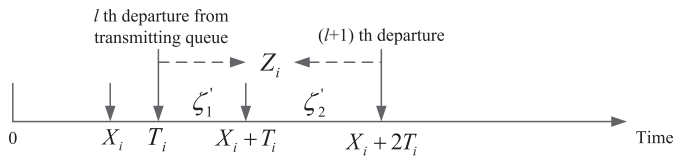 l th departure from
transmitting queue
(l+1) th departure
Z_i
ζ'_1
ζ'_2
0
X_i
T_i
X_i + T_i
X_i + 2T_i
Time